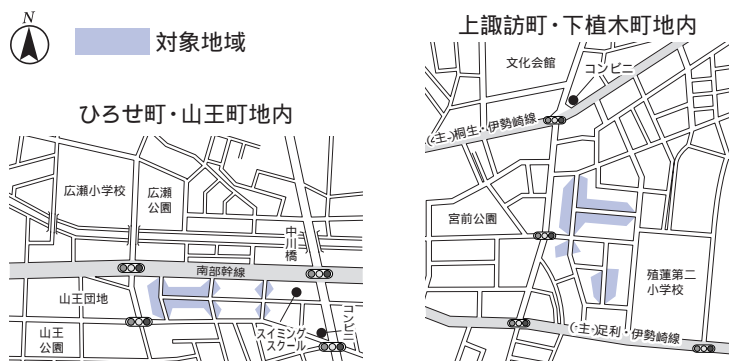 N
対象地域
ひろせ町・山王町地内
広瀬小学校
広瀬
公園
中川橋
南部幹線
山王団地
スイミング
スクール
コンビニ
山王
公園
上諏訪町・下植木町地内
文化会館
コンビニ
(主)桐生・伊勢崎線
宮前公園
殖蓮第二
小学校
(主)足利・伊勢崎線